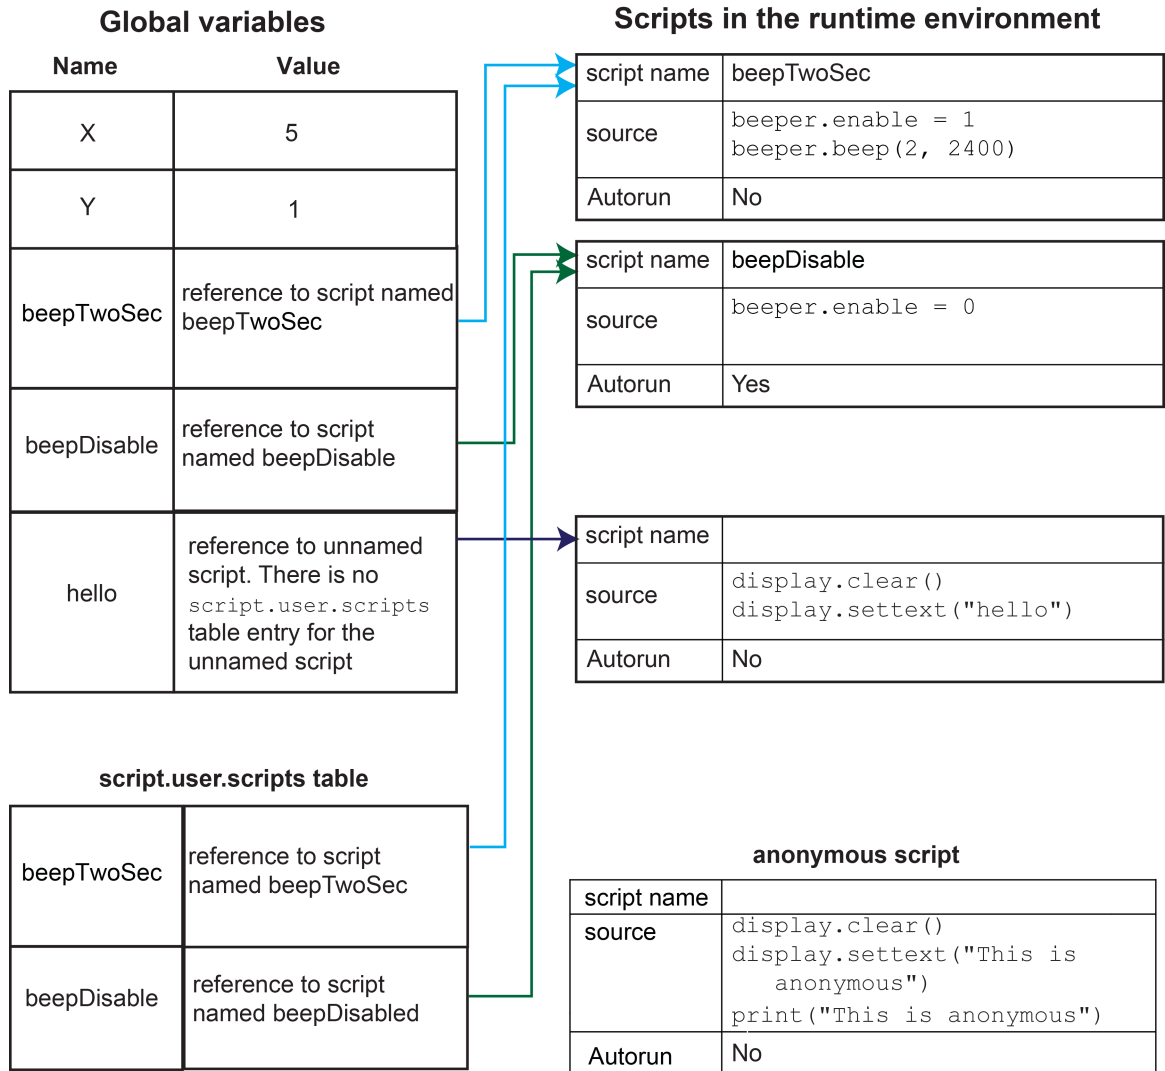 Global variables
Name Value
X 5
Y 1
beepTwoSec
reference to script named
beepTwoSec
beepDisable
reference to script
named beepDisable
hello
reference to unnamed
script. There is no
script.user.scripts
table entry for the
unnamed script
script.user.scripts table
beepTwoSec
reference to script
named beepTwoSec
beepDisable
reference to script
named beepDisabled
Scripts in the runtime environment
script name beepTwoSec
source
beeper.enable = 1
beeper.beep(2, 2400)
Autorun No
script name beepDisable
source
beeper.enable = 0
Autorun Yes
script name
source
display.clear()
display.settext("hello")
Autorun No
anonymous script
script name
source
display.clear()
display.settext("This is
anonymous")
print("This is anonymous")
Autorun No